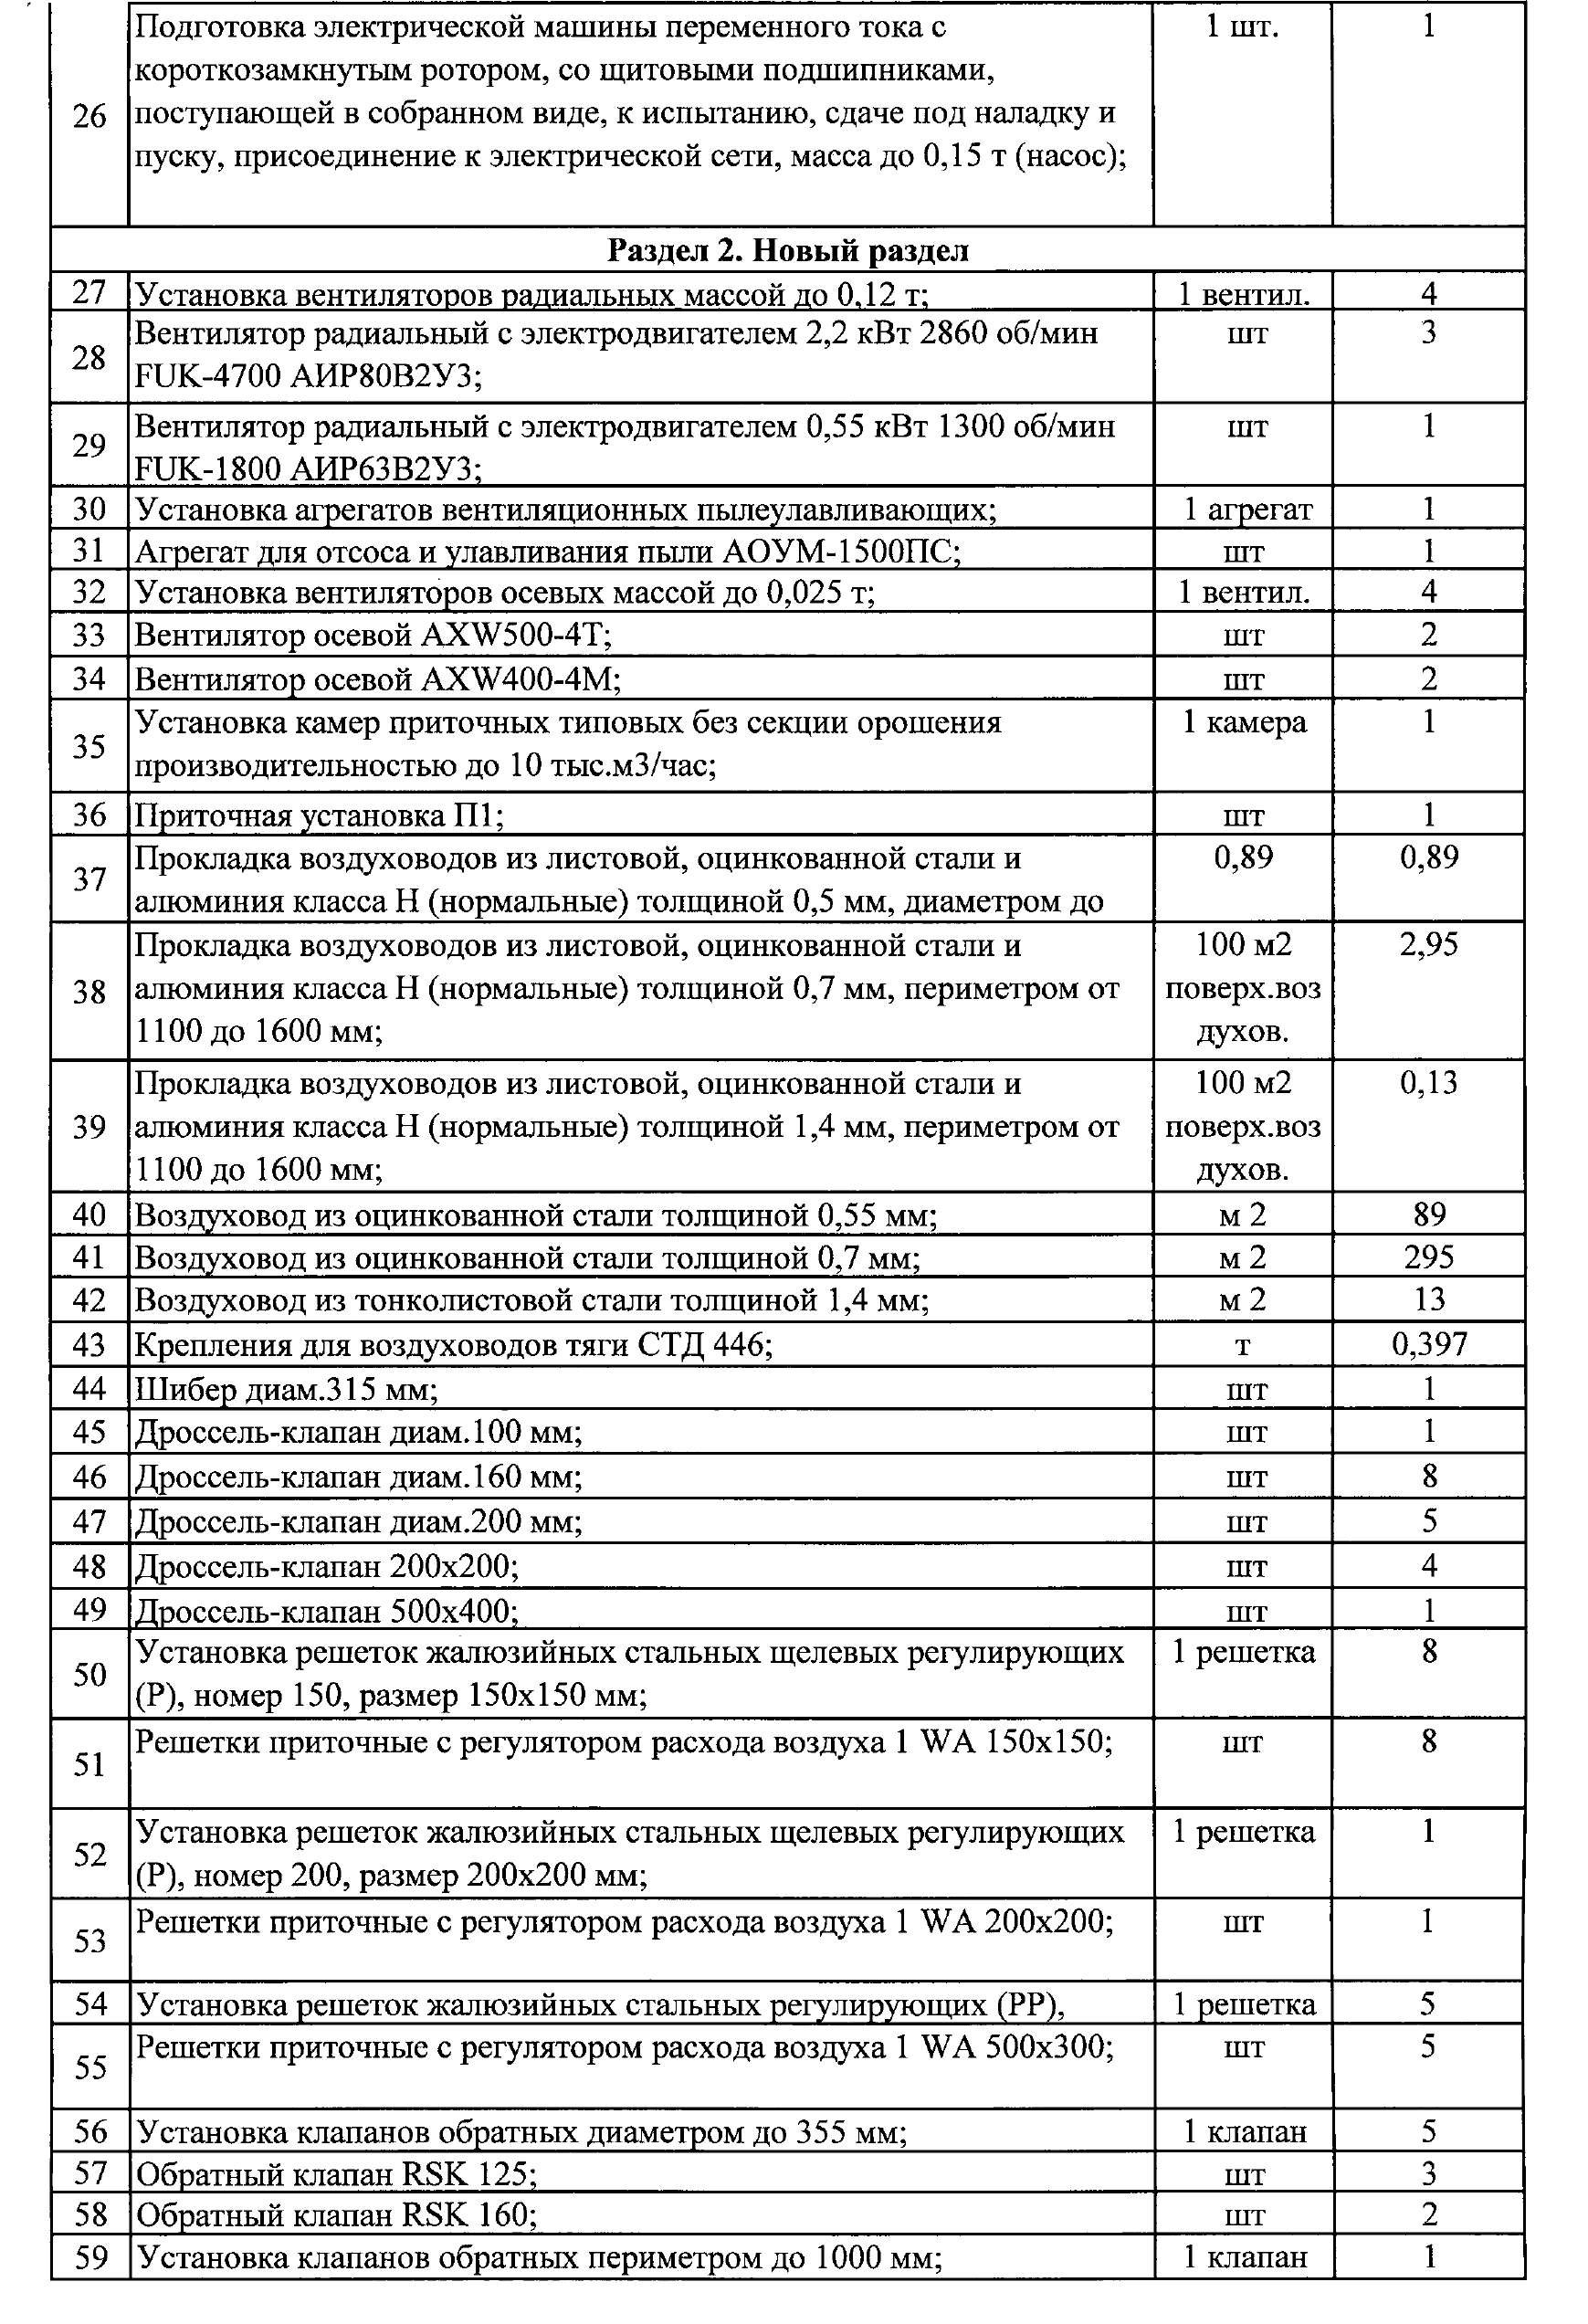 Подготовка электрической машины переменного тока с 1 шт. 1
короткозамкнутым ротором, со щитовыми подшипниками,
26 поступающей в собранном виде, к испытанию, сдаче под наладку и
пуску, присоединение к электрической сети, масса до 0,15 т (насос);
Раздел 2. Новый раздел
27 Установка вентиляторов радиальных массой до 0,12 т; 1 вентил. 4
28 Вентилятор радиальный с электродвигателем 2,2 кВт 2860 об/мин шт 3
FUK-4700 АИР80В2У3;
29 Вентилятор радиальный с электродвигателем 0,55 кВт 1300 об/мин шт 1
FUK-1800 АИР63В2У3;
30 Установка агрегатов вентиляционных пылеулавливающих; 1 агрегат 1
31 Агрегат для отсоса и улавливания пыли АОУМ-1500ПС; шт 1
32 Установка вентиляторов осевых массой до 0,025 т; 1 вентил. 4
33 Вентилятор осевой AXW500-4T; шт 2
34 Вентилятор осевой AXW400-4M; шт 2
35 Установка камер приточных типовых без секции орошения 1 камера 1
производительностью до 10 тыс.м3/час;
36 Приточная установка П1; шт 1
37 Прокладка воздуховодов из листовой, оцинкованной стали и 0,89 0,89
алюминия класса Н (нормальные) толщиной 0,5 мм, диаметром до
38 Прокладка воздуховодов из листовой, оцинкованной стали и 100 м2 2,95
алюминия класса Н (нормальные) толщиной 0,7 мм, периметром от поверх.воз
1100 до 1600 мм; духов.
39 Прокладка воздуховодов из листовой, оцинкованной стали и 100 м2 0,13
алюминия класса Н (нормальные) толщиной 1,4 мм, периметром от поверх.воз
1100 до 1600 мм; духов.
40 Воздуховод из оцинкованной стали толщиной 0,55 мм; м 2 89
41 Воздуховод из оцинкованной стали толщиной 0,7 мм; м 2 295
42 Воздуховод из тонколистовой стали толщиной 1,4 мм; м 2 13
43 Крепления для воздуховодов тяги СТД 446; т 0,397
44 Шибер диам.315 мм; шт 1
45 Дроссель-клапан диам.100 мм; шт 1
46 Дроссель-клапан диам.160 мм; шт 8
47 Дроссель-клапан диам.200 мм; шт 5
48 Дроссель-клапан 200х200; шт 4
49 Дроссель-клапан 500х400; шт 1
50 Установка решеток жалюзийных стальных щелевых регулирующих 1 решетка 8
(Р), номер 150, размер 150х150 мм;
51 Решетки приточные с регулятором расхода воздуха 1 WA 150х150; шт 8
52 Установка решеток жалюзийных стальных щелевых регулирующих 1 решетка 1
(Р), номер 200, размер 200х200 мм;
53 Решетки приточные с регулятором расхода воздуха 1 WA 200х200; шт 1
54 Установка решеток жалюзийных стальных регулирующих (РР), 1 решетка 5
55 Решетки приточные с регулятором расхода воздуха 1 WA 500х300; шт 5
56 Установка клапанов обратных диаметром до 355 мм; 1 клапан 5
57 Обратный клапан RSK 125; шт 3
58 Обратный клапан RSK 160; шт 2
59 Установка клапанов обратных периметром до 1000 мм; 1 клапан 1